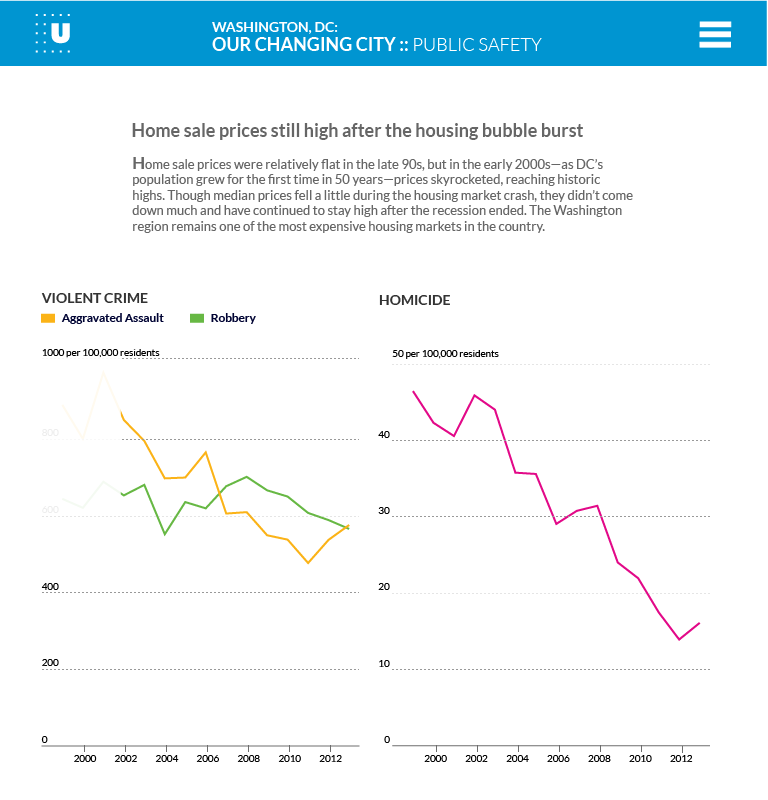 U
WASHINGTON, DC:
OUR CHANGING CITY :: PUBLIC SAFETY
Home sale prices still high after the housing bubble burst
Home sale prices were relatively flat in the late 90s, but in the early 2000s—as DC's
population grew for the first time in 50 years—prices skyrocketed, reaching historic
highs. Though median prices fell a little during the housing market crash, they didn't come
down much and have continued to stay high after the recession ended. The Washington
region remains one of the most expensive housing markets in the country.
VIOLENT CRIME
Aggravated Assault Robbery
1000 per 100,000 residents
800
600
400
200
0
2000 2002 2004 2006 2008 2010 2012
HOMICIDE
50 per 100,000 residents
40
30
20
10
0
2000 2002 2004 2006 2008 2010 2012